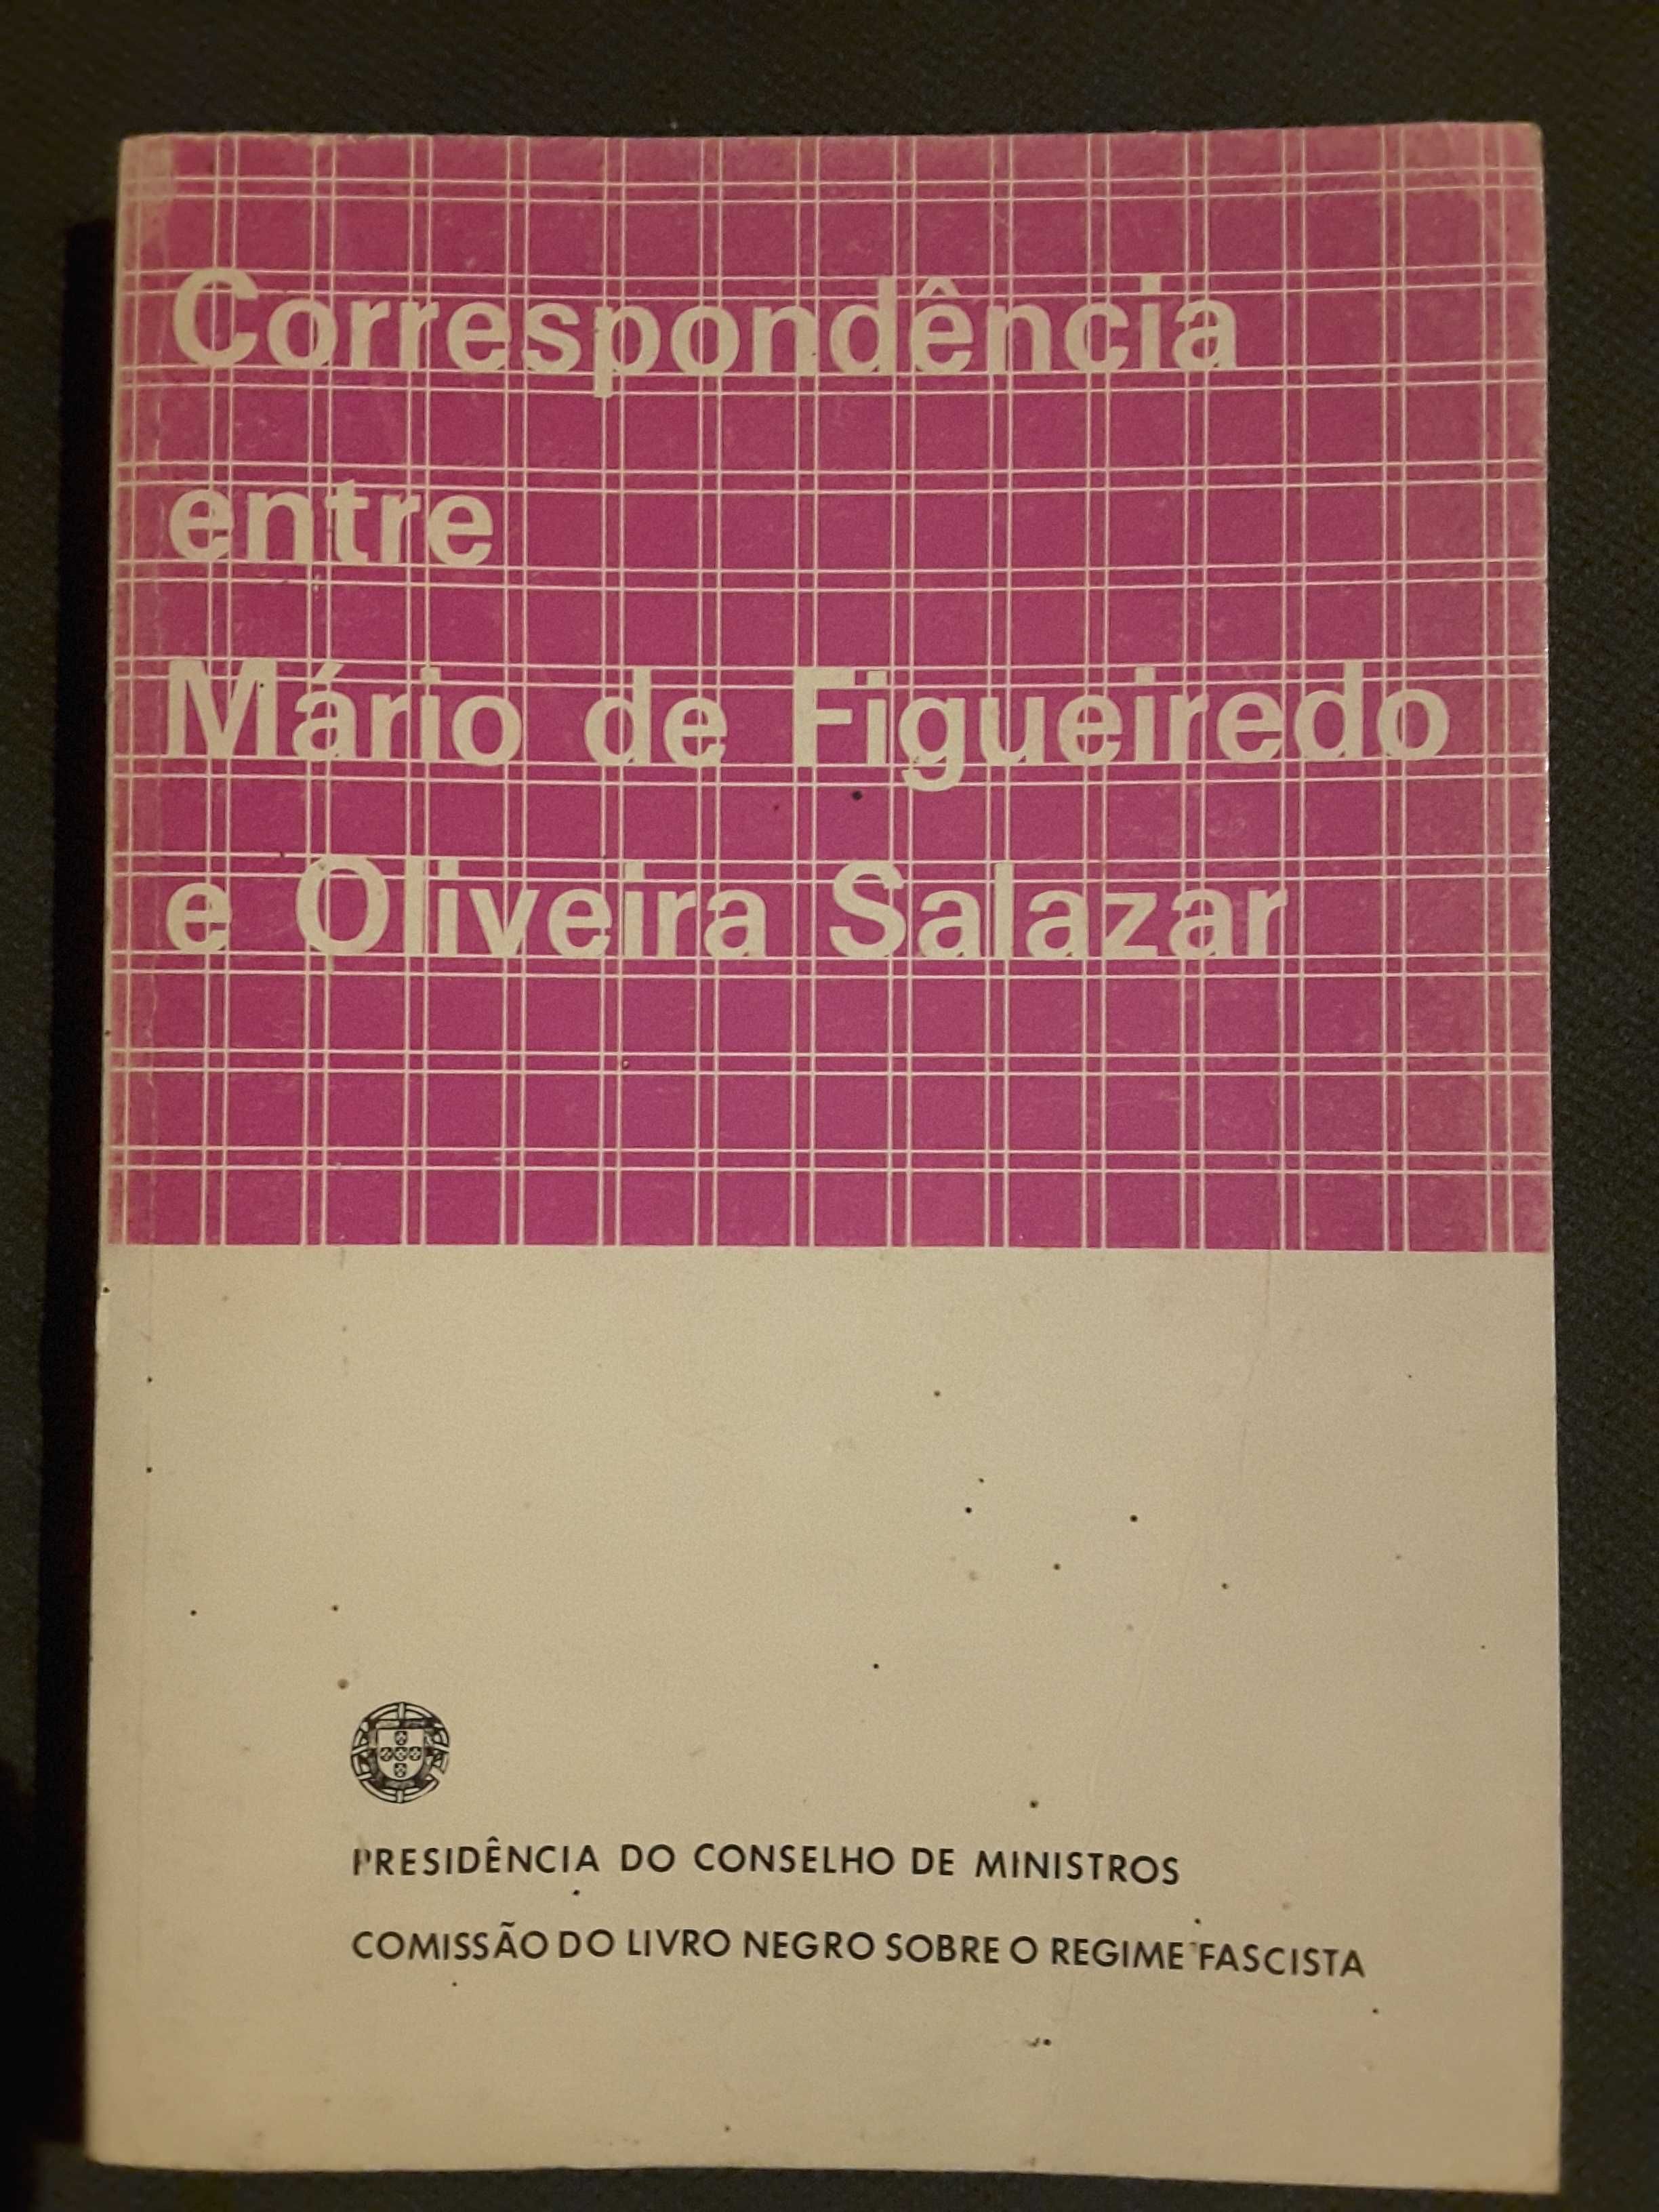 Correspondência
entre
Mário de Figueiredo
e Oliveira Salazar
PRESIDÊNCIA DO CONSELHO DE MINISTROS
COMISSÃO DO LIVRO NEGRO SOBRE O REGIME FASCISTA